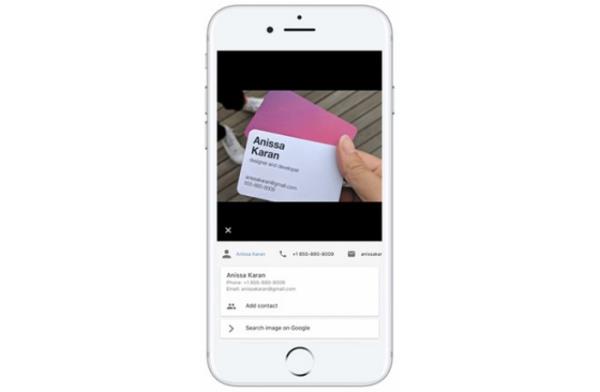 Anissa
Karan
designer and developer
anissakaran@gmail.com
555-880-8009
Anissa Karan
+1 855-880-8009
anissakar
Anissa Karan
Phone: +1 855-880-8009
Email: anissakaran@gmail.com
Add contact
Search image on Google